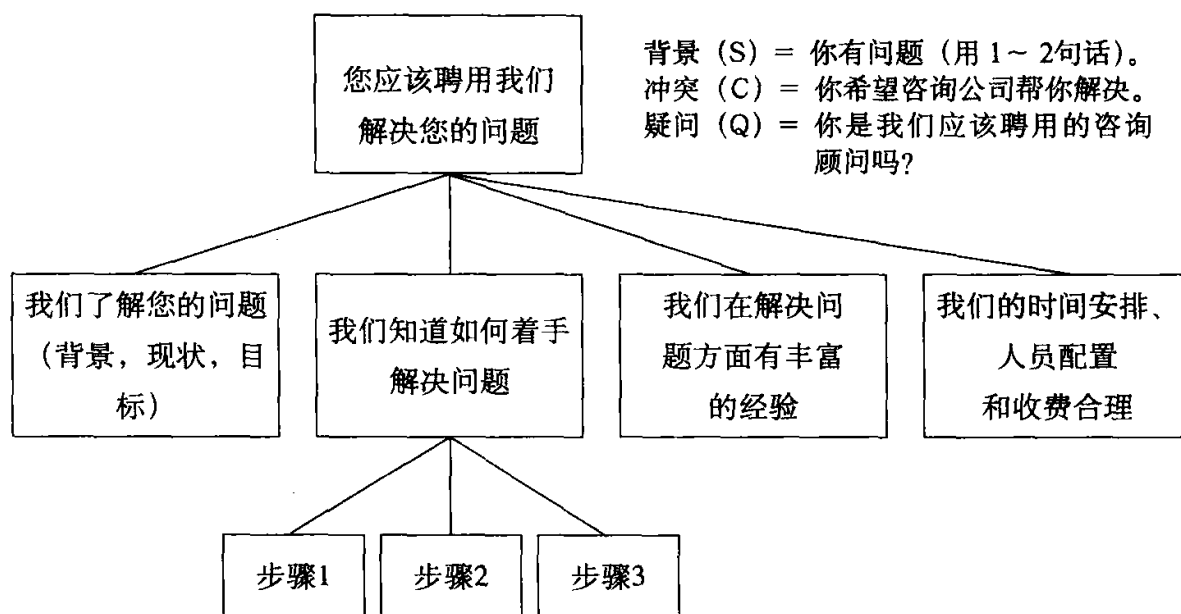 您应该聘用我们
解决您的问题
背景（S）= 你有问题（用 1～ 2句话）。
冲突（C）= 你希望咨询公司帮你解决。
疑问（Q）= 你是我们应该聘用的咨询
顾问吗？
我们了解您的问题
（背景，现状，目
标）
我们知道如何着手
解决问题
我们在解决问
题方面有丰富
的经验
我们的时间安排、
人员配置
和收费合理
步骤1
步骤2
步骤3